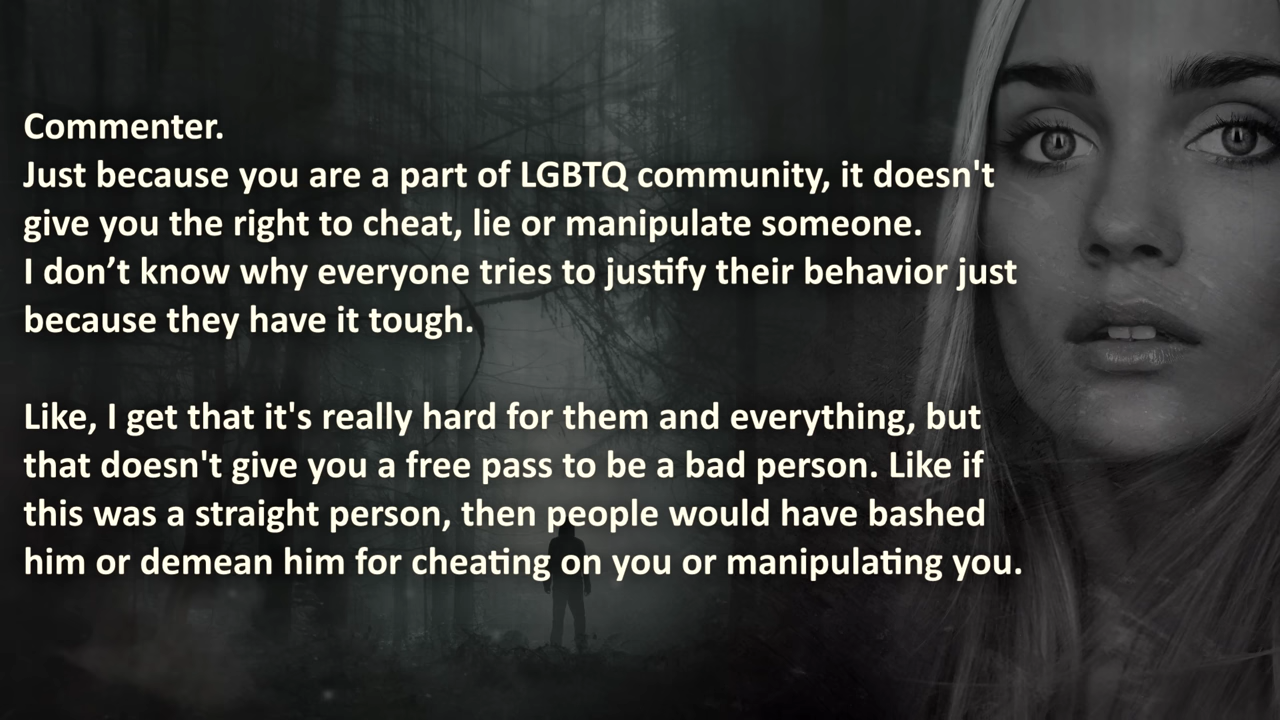 Commenter.
Just because you are a part of LGBTQ community, it doesn't
give you the right to cheat, lie or manipulate someone.
I don’t know why everyone tries to justify their behavior just
because they have it tough.
Like, I get that it's really hard for them and everything, but
that doesn't give you a free pass to be a bad person. Like if
this was a straight person, then people would have bashed
him or demean him for cheating on you or manipulating you.